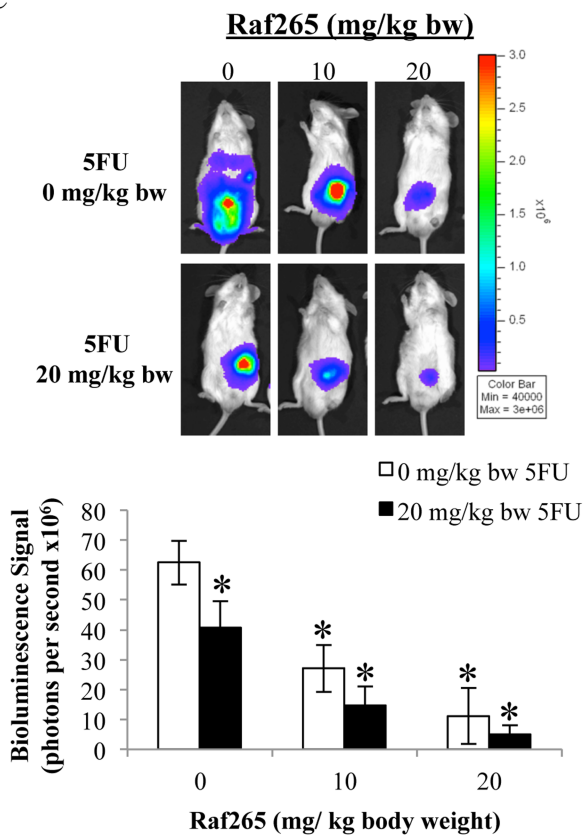 Raf265 (mg/kg bw)
0 10 20
5FU
0 mg/kg bw
5FU
20 mg/kg bw
3.0
2.5
2.0
1.5
1.0
0.5
x10^6
Color Bar
Min = 40000
Max = 3e+06
□ 0 mg/kg bw 5FU
■ 20 mg/kg bw 5FU
Bioluminescence Signal
(photons per second x10⁶)
80
70
60
50
40
30
20
10
0
* * * * *
0 10 20
Raf265 (mg/ kg body weight)